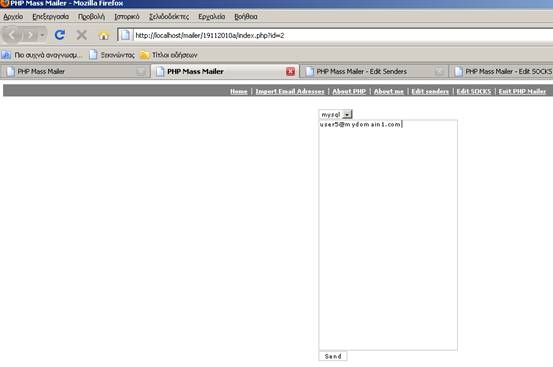 PHP Mass Mailer - Mozilla Firefox
Αρχείο Επεξεργασία Προβολή Ιστορικό Σελιδοδείκτες Εργαλεία Βοήθεια
http://localhost/mailer/19112010a/index.php?id=2
Πιο συχνά αναγνωσμ... Ξεκινώντας Τίτλοι ειδήσεων
PHP Mass Mailer PHP Mass Mailer PHP Mass Mailer - Edit Senders PHP Mass Mailer - Edit SOCKS
Home | Import Email Adresses | About PHP | About me | Edit senders | Edit SOCKS | Exit PHP Mailer
mysql
user5@mydomain1.com
Send